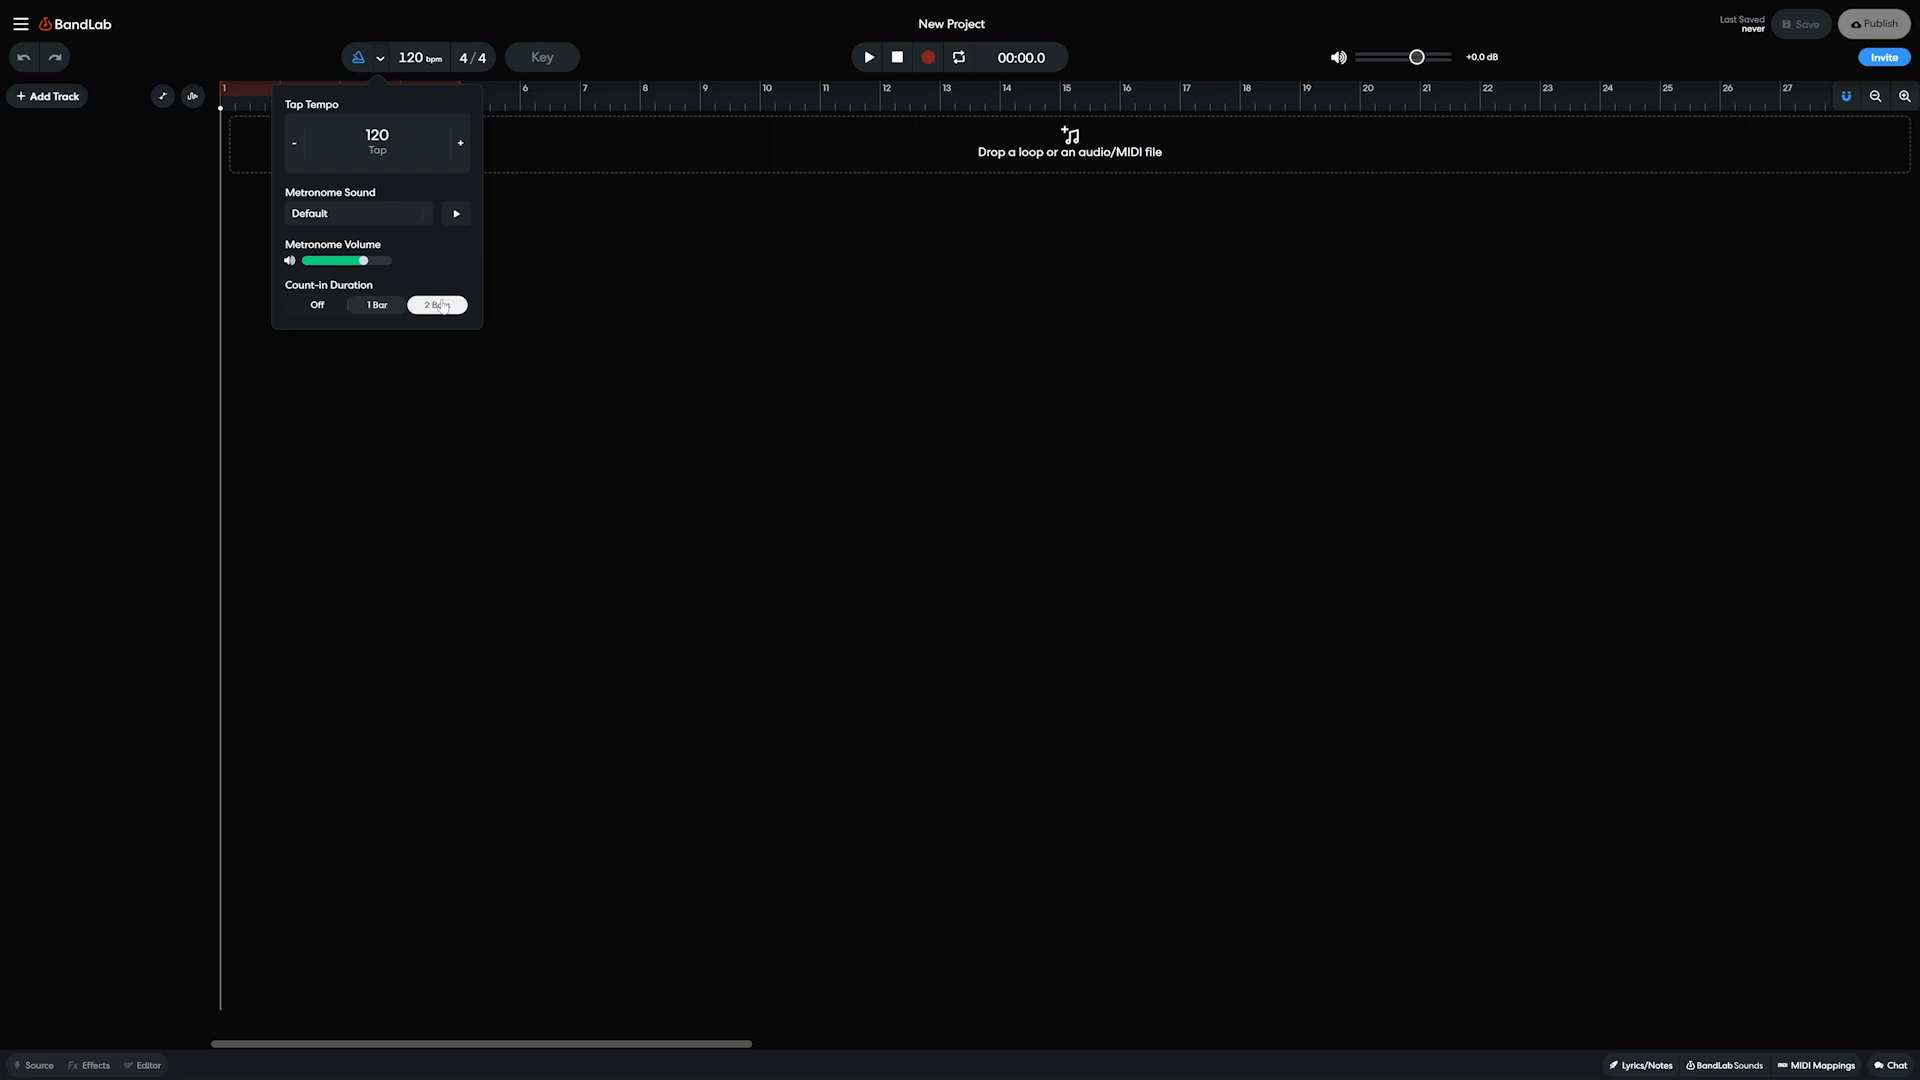 BandLab
New Project
Last Saved
never
Save
Publish
120 bpm
4 / 4
Key
00:00.0
+0.0 dB
Invite
+ Add Track
1 6 7 8 9 10 11 12 13 14 15 16 17 18 19 20 21 22 23 24 25 26 27
Tap Tempo
- 120 +
Tap
Drop a loop or an audio/MIDI file
Metronome Sound
Default
Metronome Volume
Count-in Duration
Off 1 Bar 2
Source Fx Effects Editor
Lyrics/Notes BandLab Sounds MIDI Mappings Chat